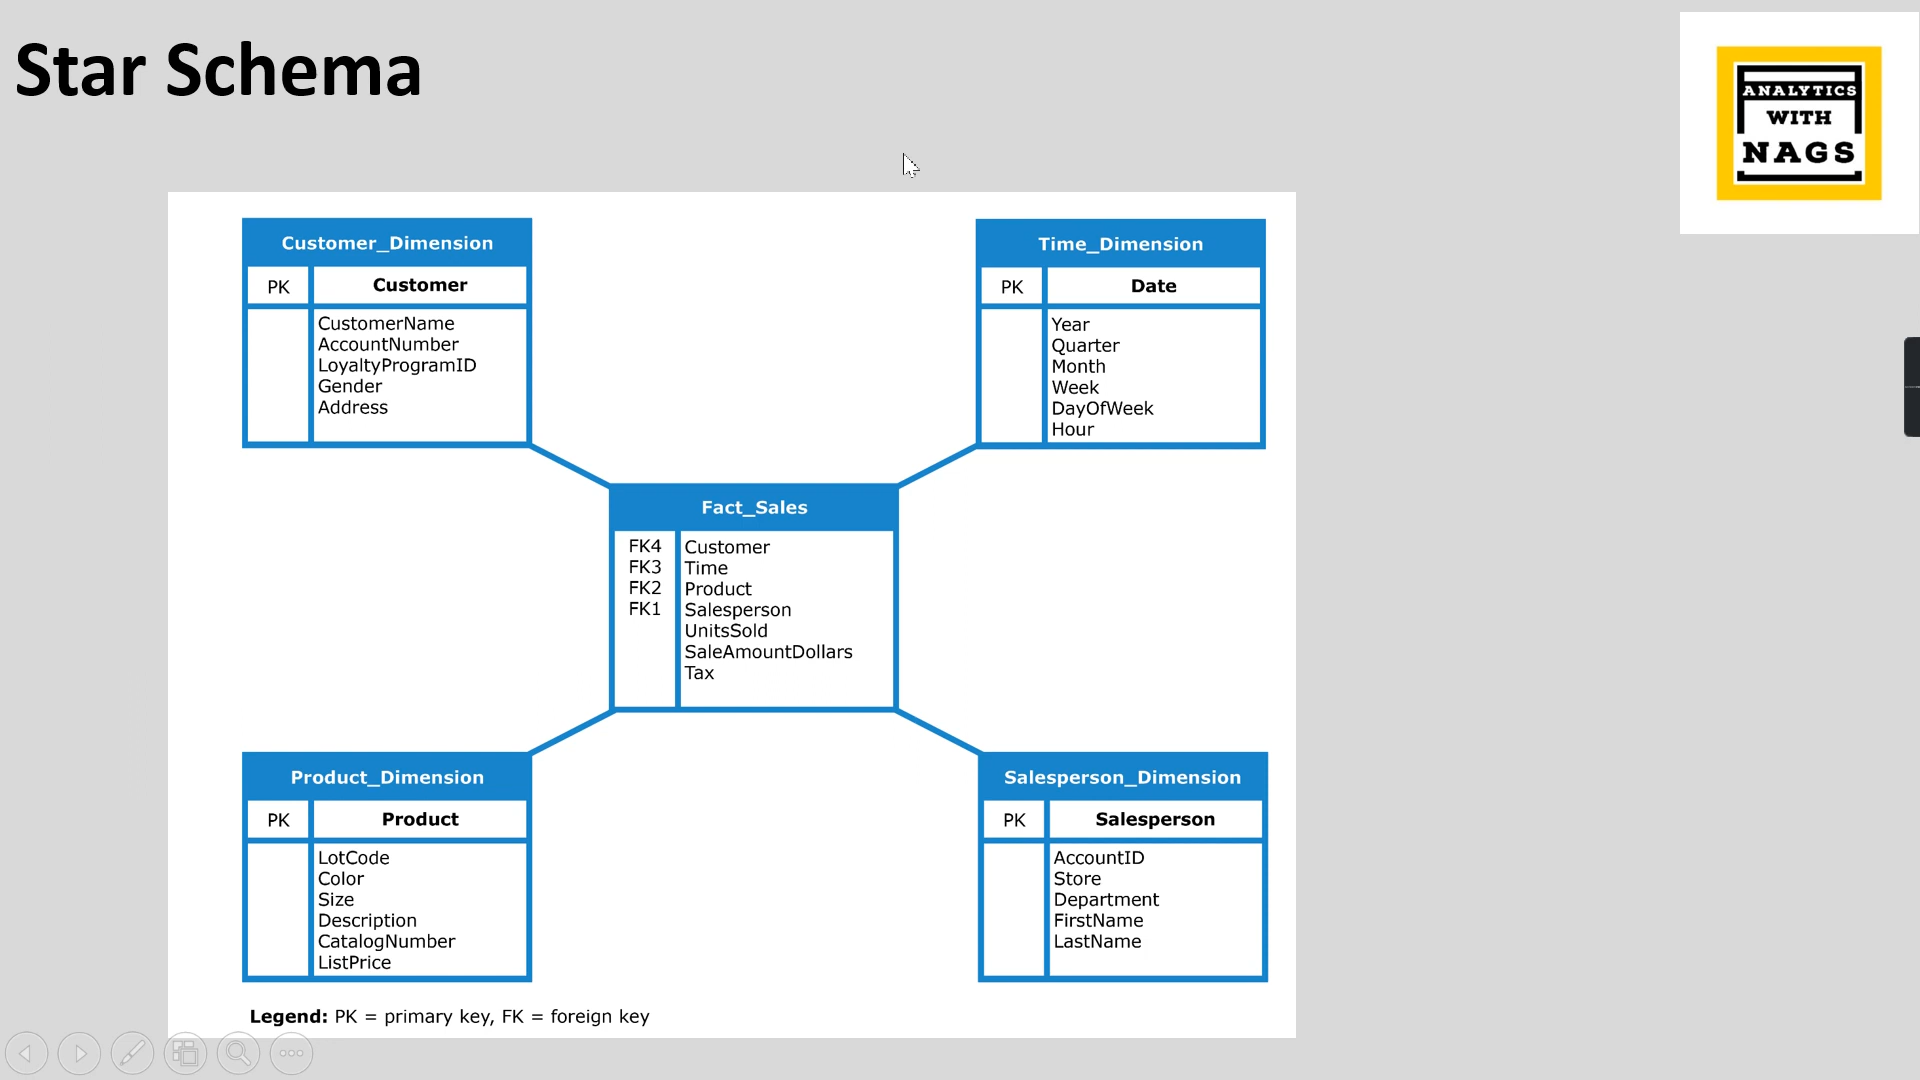 Star Schema
ANALYTICS
WITH
NAGS
Customer_Dimension
PK Customer
CustomerName
AccountNumber
LoyaltyProgramID
Gender
Address
Time_Dimension
PK Date
Year
Quarter
Month
Week
DayOfWeek
Hour
Fact_Sales
FK4 Customer
FK3 Time
FK2 Product
FK1 Salesperson
UnitsSold
SaleAmountDollars
Tax
Product_Dimension
PK Product
LotCode
Color
Size
Description
CatalogNumber
ListPrice
Salesperson_Dimension
PK Salesperson
AccountID
Store
Department
FirstName
LastName
Legend: PK = primary key, FK = foreign key